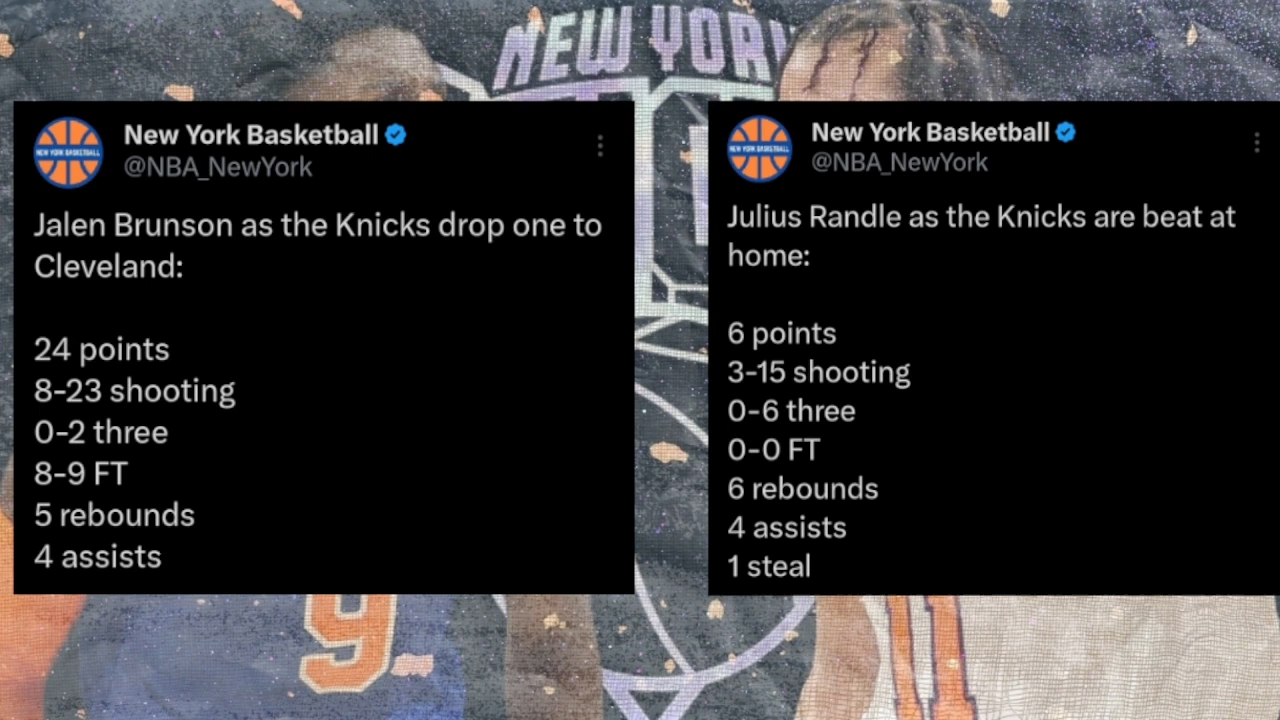 NEW YORK
New York Basketball
@NBA_NewYork
NEW YORK BASKETBALL
Jalen Brunson as the Knicks drop one to
Cleveland:
24 points
8-23 shooting
0-2 three
8-9 FT
5 rebounds
4 assists
9
New York Basketball
@NBA_NewYork
NEW YORK BASKETBALL
Julius Randle as the Knicks are beat at
home:
6 points
3-15 shooting
0-6 three
0-0 FT
6 rebounds
4 assists
1 steal